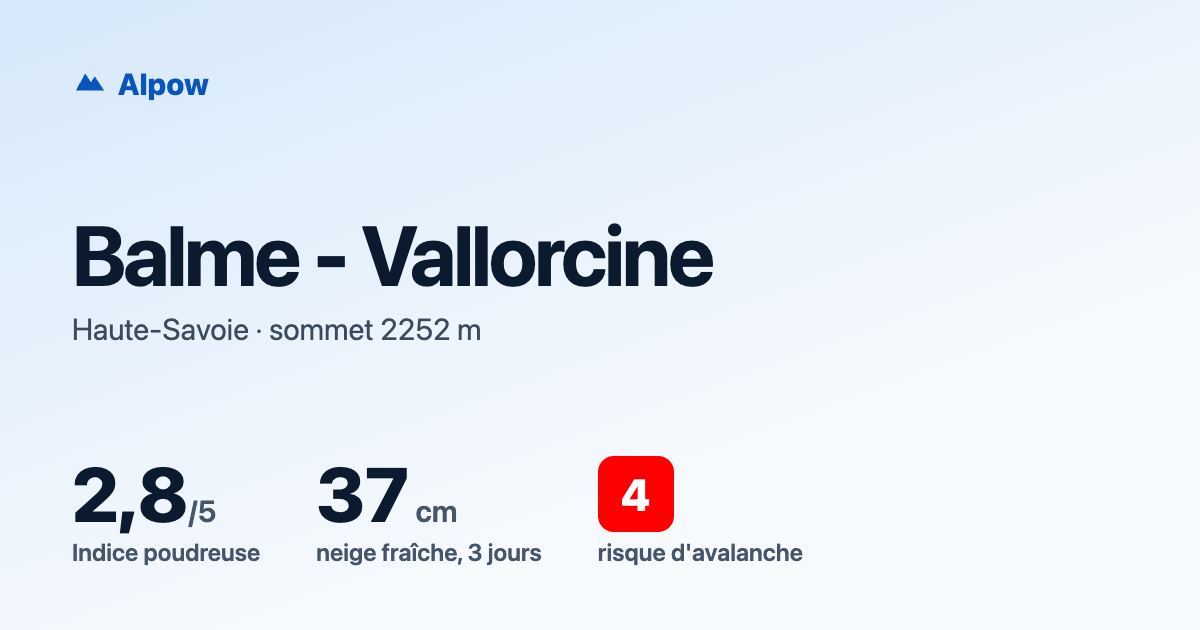 Alpow
Balme - Vallorcine
Haute-Savoie · sommet 2252 m
2,8/5
Indice poudreuse
37 cm
neige fraîche, 3 jours
4
risque d'avalanche